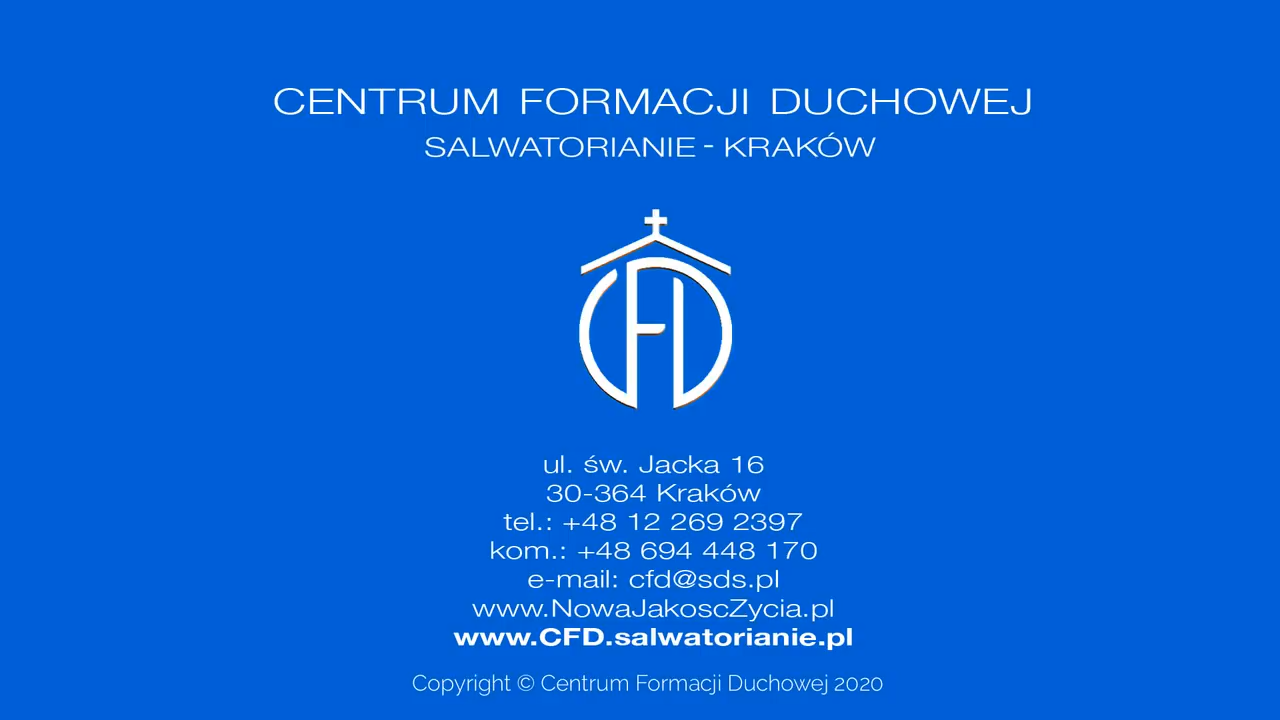 CENTRUM FORMACJI DUCHOWEJ
SALWATORIANIE - KRAKÓW
CFD
ul. św. Jacka 16
30-364 Kraków
tel.: +48 12 269 2397
kom.: +48 694 448 170
e-mail: cfd@sds.pl
www.NowaJakoscZycia.pl
www.CFD.salwatorianie.pl
Copyright © Centrum Formacji Duchowej 2020